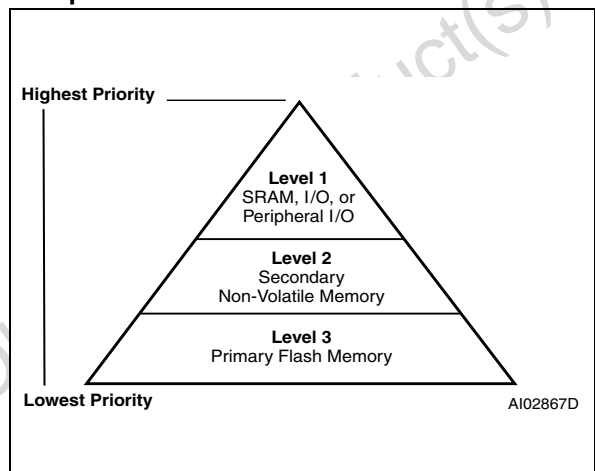 Highest Priority
Level 1
SRAM, I/O, or
Peripheral I/O
Level 2
Secondary
Non-Volatile Memory
Level 3
Primary Flash Memory
Lowest Priority
AI02867D